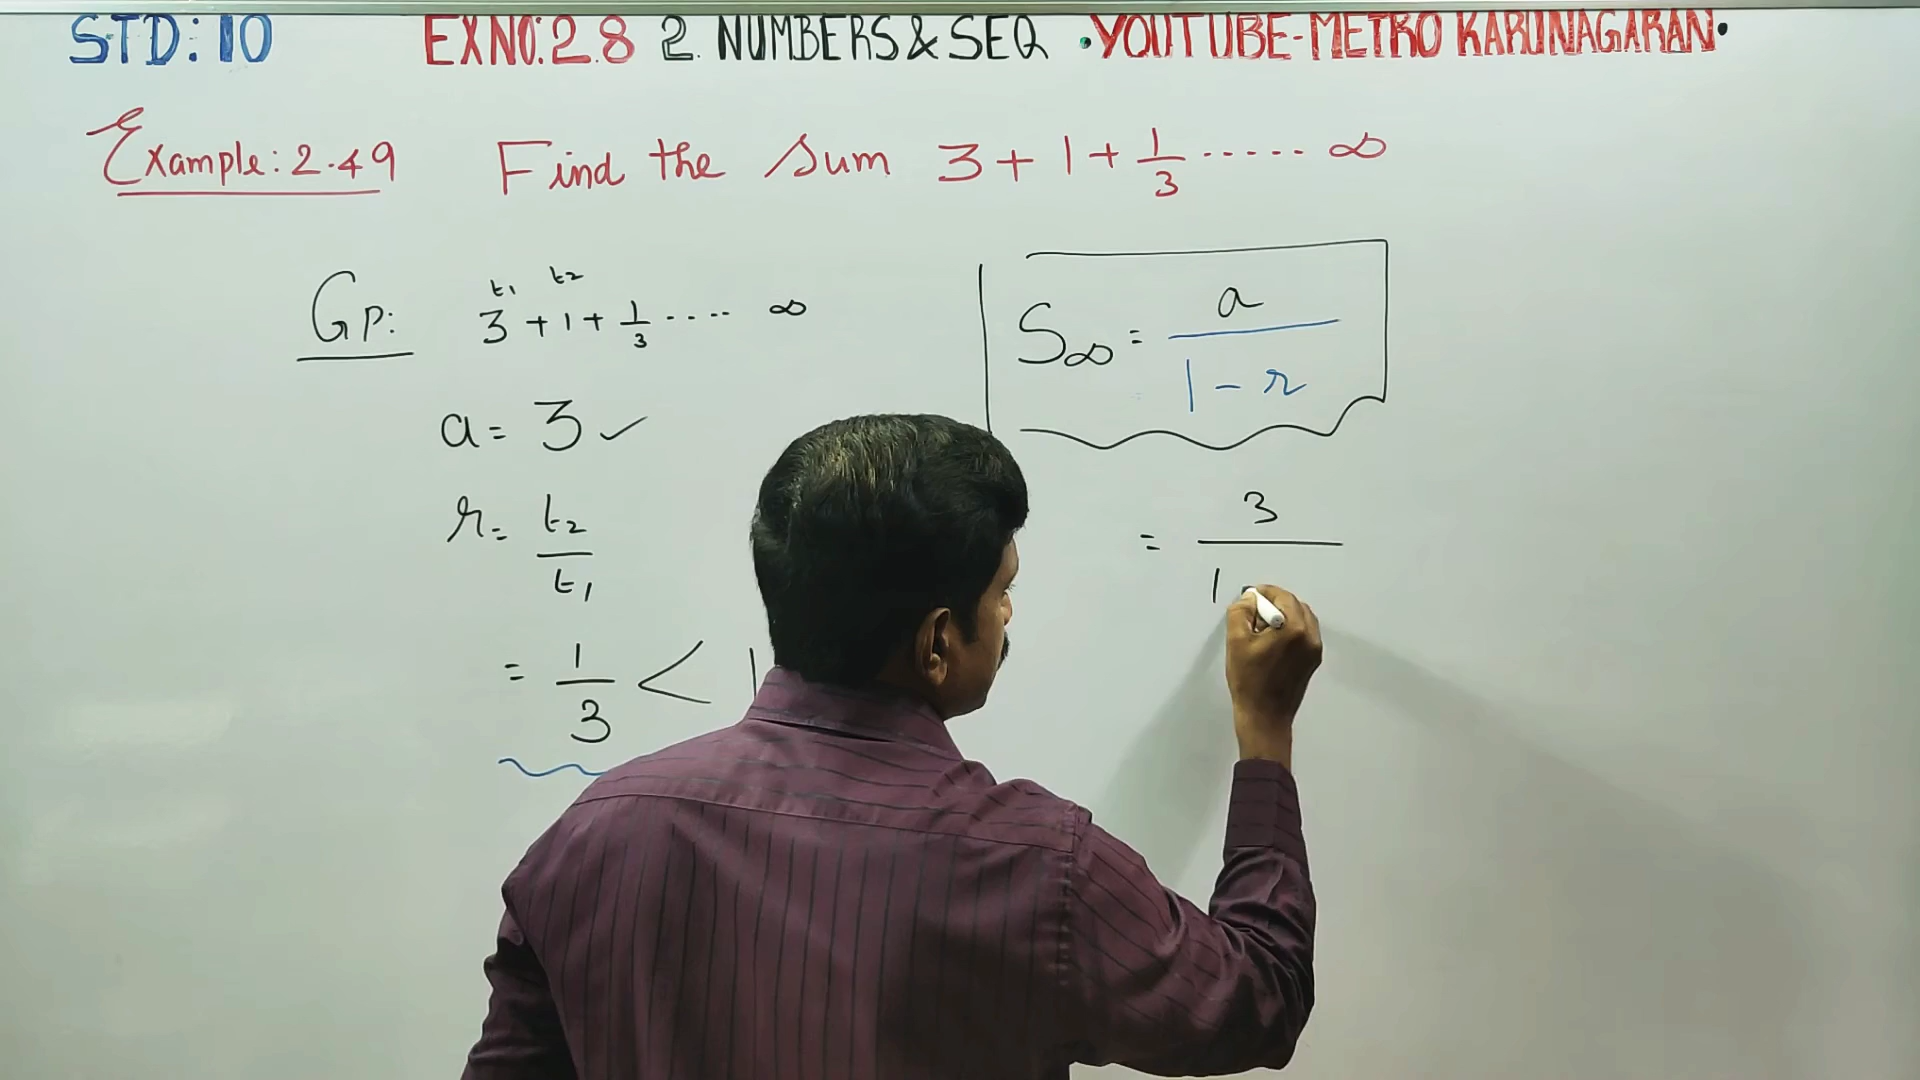 STD: 10 EXNO: 2.8 2. NUMBERS & SEQ •YOUTUBE-METRO KARUNAGARAN•
Example: 2.49 Find the Sum 3 + 1 + 1/3 ..... ∞
t1 t2
GP: 3 + 1 + 1/3 .... ∞
S∞ = a / 1 - r
a = 3 ✓
r = t2 / t1
= 3 / 1
= 1/3 < 1